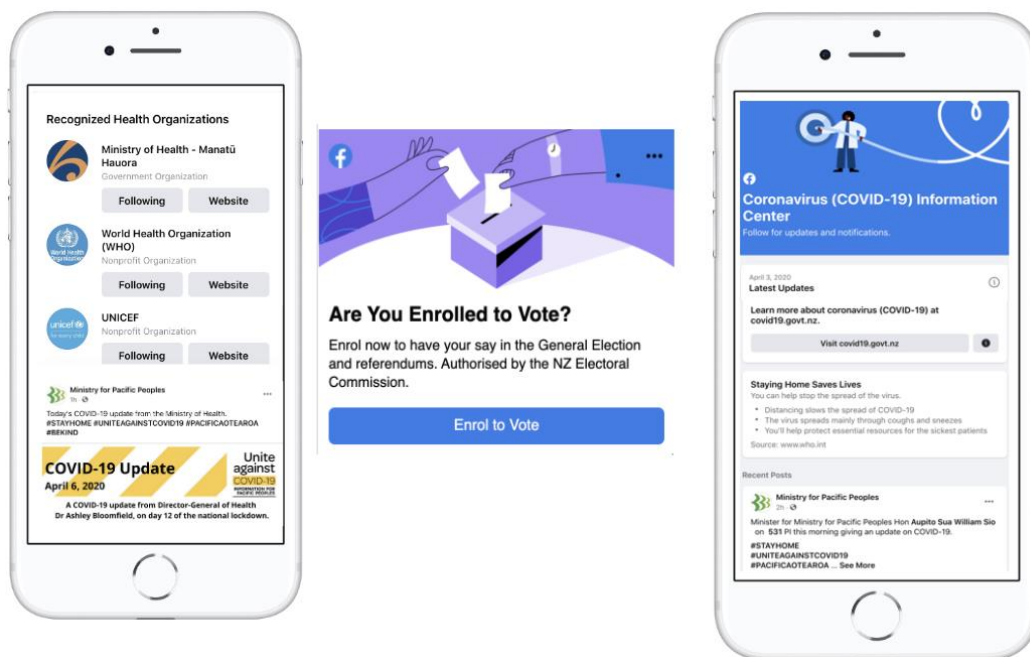 Recognized Health Organizations
Ministry of Health - Manatū
Hauora
Government Organization
Following Website
World Health Organization
(WHO)
Nonprofit Organization
Following Website
unicef
UNICEF
Nonprofit Organization
Following Website
Ministry for Pacific Peoples
1h
Today's COVID-19 update from the Ministry of Health.
#STAYHOME #UNITEAGAINSTCOVID19 #PACIFICAOTEAROA
#BEKIND
COVID-19 Update
April 6, 2020
Unite
against
COVID-19
INFORMATION FOR
PACIFIC PEOPLES
A COVID-19 update from Director-General of Health
Dr Ashley Bloomfield, on day 12 of the national lockdown.
Are You Enrolled to Vote?
Enrol now to have your say in the General Election
and referendums. Authorised by the NZ Electoral
Commission.
Enrol to Vote
Coronavirus (COVID-19) Information
Center
Follow for updates and notifications.
April 3, 2020
Latest Updates
Learn more about coronavirus (COVID-19) at
covid19.govt.nz.
Visit covid19.govt.nz
Staying Home Saves Lives
You can help stop the spread of the virus.
• Distancing slows the spread of COVID-19
• The virus spreads mainly through coughs and sneezes
• You'll help protect essential resources for the sickest patients
Source: www.who.int
Recent Posts
Ministry for Pacific Peoples
2h
Minister for Ministry for Pacific Peoples Hon Aupito Sua William Sio
on 531 PI this morning giving an update on COVID-19.
#STAYHOME
#UNITEAGAINSTCOVID19
#PACIFICAOTEAROA ... See More